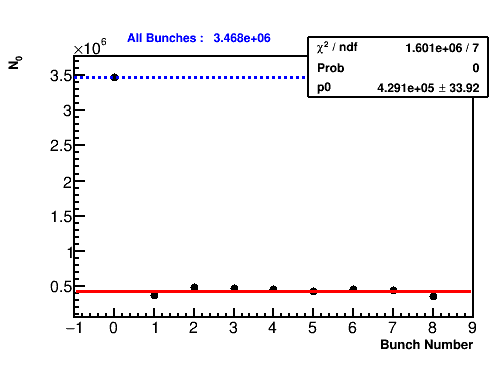 All Bunches : 3.468e+06
×10⁶
N₀
χ² / ndf 1.601e+06 / 7
Prob 0
p0 4.291e+05 ± 33.92
3.5
3
2.5
2
1.5
1
0.5
−1 0 1 2 3 4 5 6 7 8 9
Bunch Number